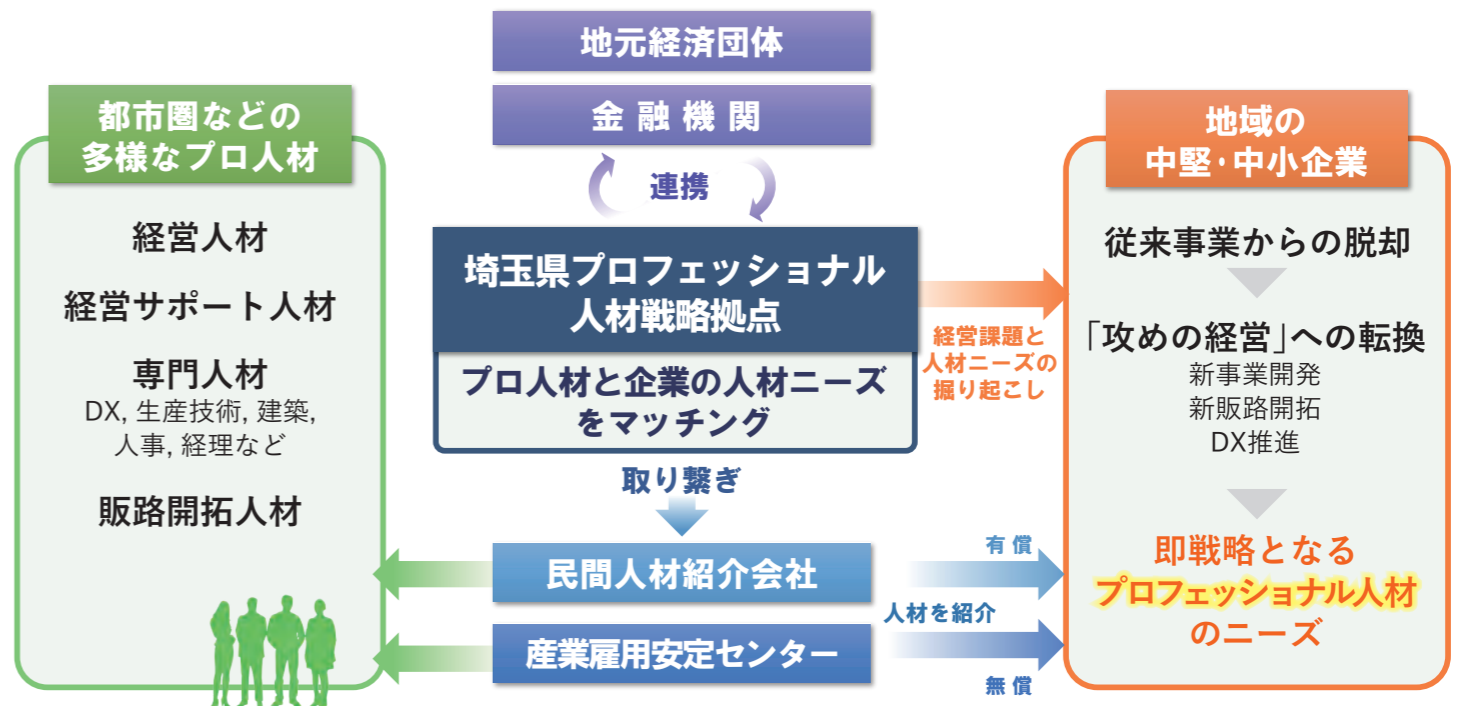 地元経済団体
金融機関
連携
都市圏などの
多様なプロ人材
経営人材
経営サポート人材
専門人材
DX, 生産技術, 建築,
人事, 経理など
販路開拓人材
埼玉県プロフェッショナル
人材戦略拠点
プロ人材と企業の人材ニーズ
をマッチング
取り繋ぎ
民間人材紹介会社
産業雇用安定センター
経営課題と
人材ニーズの
掘り起こし
有償
人材を紹介
無償
地域の
中堅・中小企業
従来事業からの脱却
「攻めの経営」への転換
新事業開発
新販路開拓
DX推進
即戦略となる
プロフェッショナル人材
のニーズ